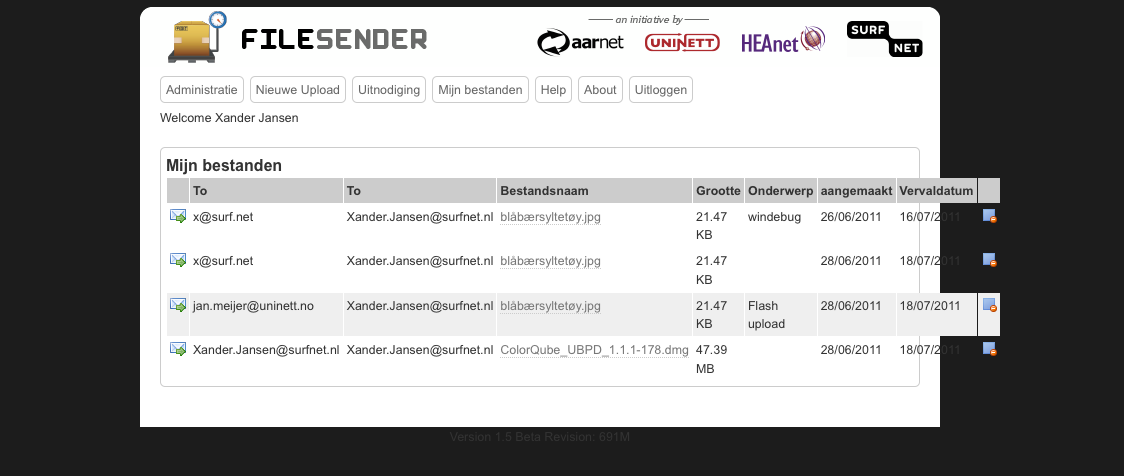 an initiative by
FILESENDER
aarnet
UNINETT
HEAnet
SURF
NET
Administratie Nieuwe Upload Uitnodiging Mijn bestanden Help About Uitloggen
Welcome Xander Jansen
Mijn bestanden
To To Bestandsnaam Grootte Onderwerp aangemaakt Vervaldatum
x@surf.net Xander.Jansen@surfnet.nl blåbærsyltetøy.jpg 21.47 windebug 26/06/2011 16/07/2011
KB
x@surf.net Xander.Jansen@surfnet.nl blåbærsyltetøy.jpg 21.47 28/06/2011 18/07/2011
KB
jan.meijer@uninett.no Xander.Jansen@surfnet.nl blåbærsyltetøy.jpg 21.47 Flash 28/06/2011 18/07/2011
KB upload
Xander.Jansen@surfnet.nl Xander.Jansen@surfnet.nl ColorQube_UBPD_1.1.1-178.dmg 47.39 28/06/2011 18/07/2011
MB
Version 1.5 Beta Revision: 691M